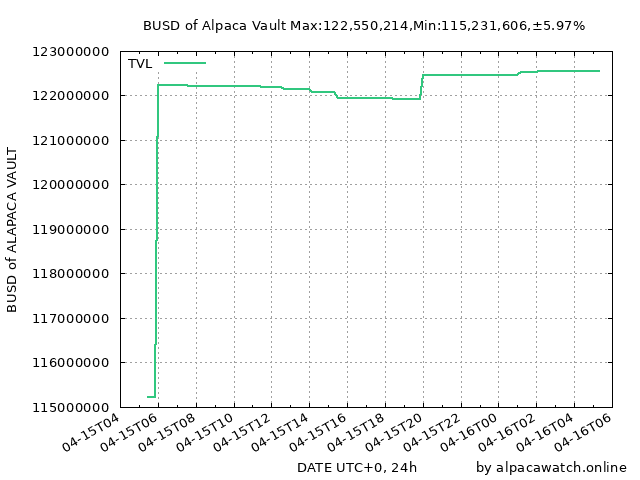 BUSD of Alpaca Vault Max:122,550,214,Min:115,231,606,±5.97%
TVL
123000000
122000000
121000000
120000000
119000000
118000000
117000000
116000000
115000000
BUSD of ALAPACA VAULT
04-15T04
04-15T06
04-15T08
04-15T10
04-15T12
04-15T14
04-15T16
04-15T18
04-15T20
04-15T22
04-16T00
04-16T02
04-16T04
04-16T06
DATE UTC+0, 24h
by alpacawatch.online